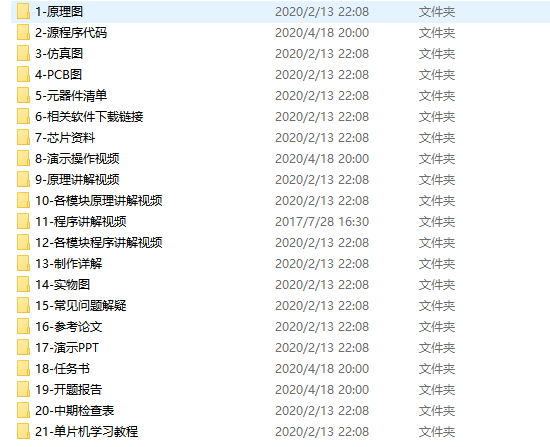 1-原理图 2020/2/13 22:08 文件夹
2-源程序代码 2020/4/18 20:00 文件夹
3-仿真图 2020/2/13 22:08 文件夹
4-PCB图 2020/2/13 22:08 文件夹
5-元器件清单 2020/2/13 22:08 文件夹
6-相关软件下载链接 2020/2/13 22:08 文件夹
7-芯片资料 2020/2/13 22:08 文件夹
8-演示操作视频 2020/4/18 20:00 文件夹
9-原理讲解视频 2020/2/13 22:08 文件夹
10-各模块原理讲解视频 2020/2/13 22:08 文件夹
11-程序讲解视频 2017/7/28 16:30 文件夹
12-各模块程序讲解视频 2020/2/13 22:08 文件夹
13-制作详解 2020/2/13 22:08 文件夹
14-实物图 2020/2/13 22:08 文件夹
15-常见问题解疑 2020/2/13 22:08 文件夹
16-参考论文 2020/2/13 22:08 文件夹
17-演示PPT 2020/2/13 22:08 文件夹
18-任务书 2020/4/18 20:00 文件夹
19-开题报告 2020/4/18 20:00 文件夹
20-中期检查表 2020/2/13 22:08 文件夹
21-单片机学习教程 2020/2/13 22:08 文件夹